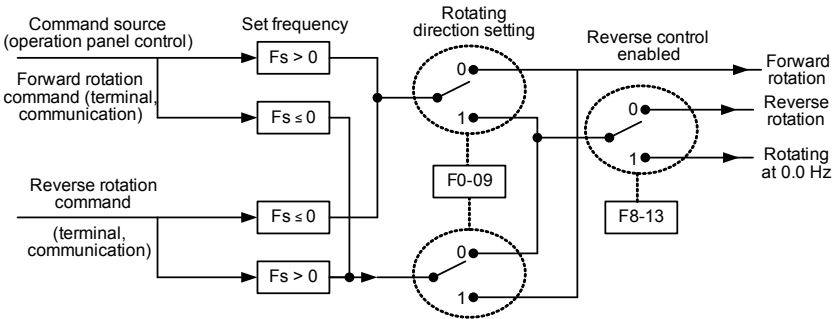 Command source
(operation panel control)
Set frequency
Rotating
direction setting
Reverse control
enabled
Fs > 0
0
Forward
rotation
Forward rotation
command (terminal,
communication)
Fs ≤ 0
1
0
Reverse
rotation
1
Rotating
at 0.0 Hz
F0-09
F8-13
Reverse rotation
command
(terminal,
communication)
Fs ≤ 0
Fs > 0
0
1